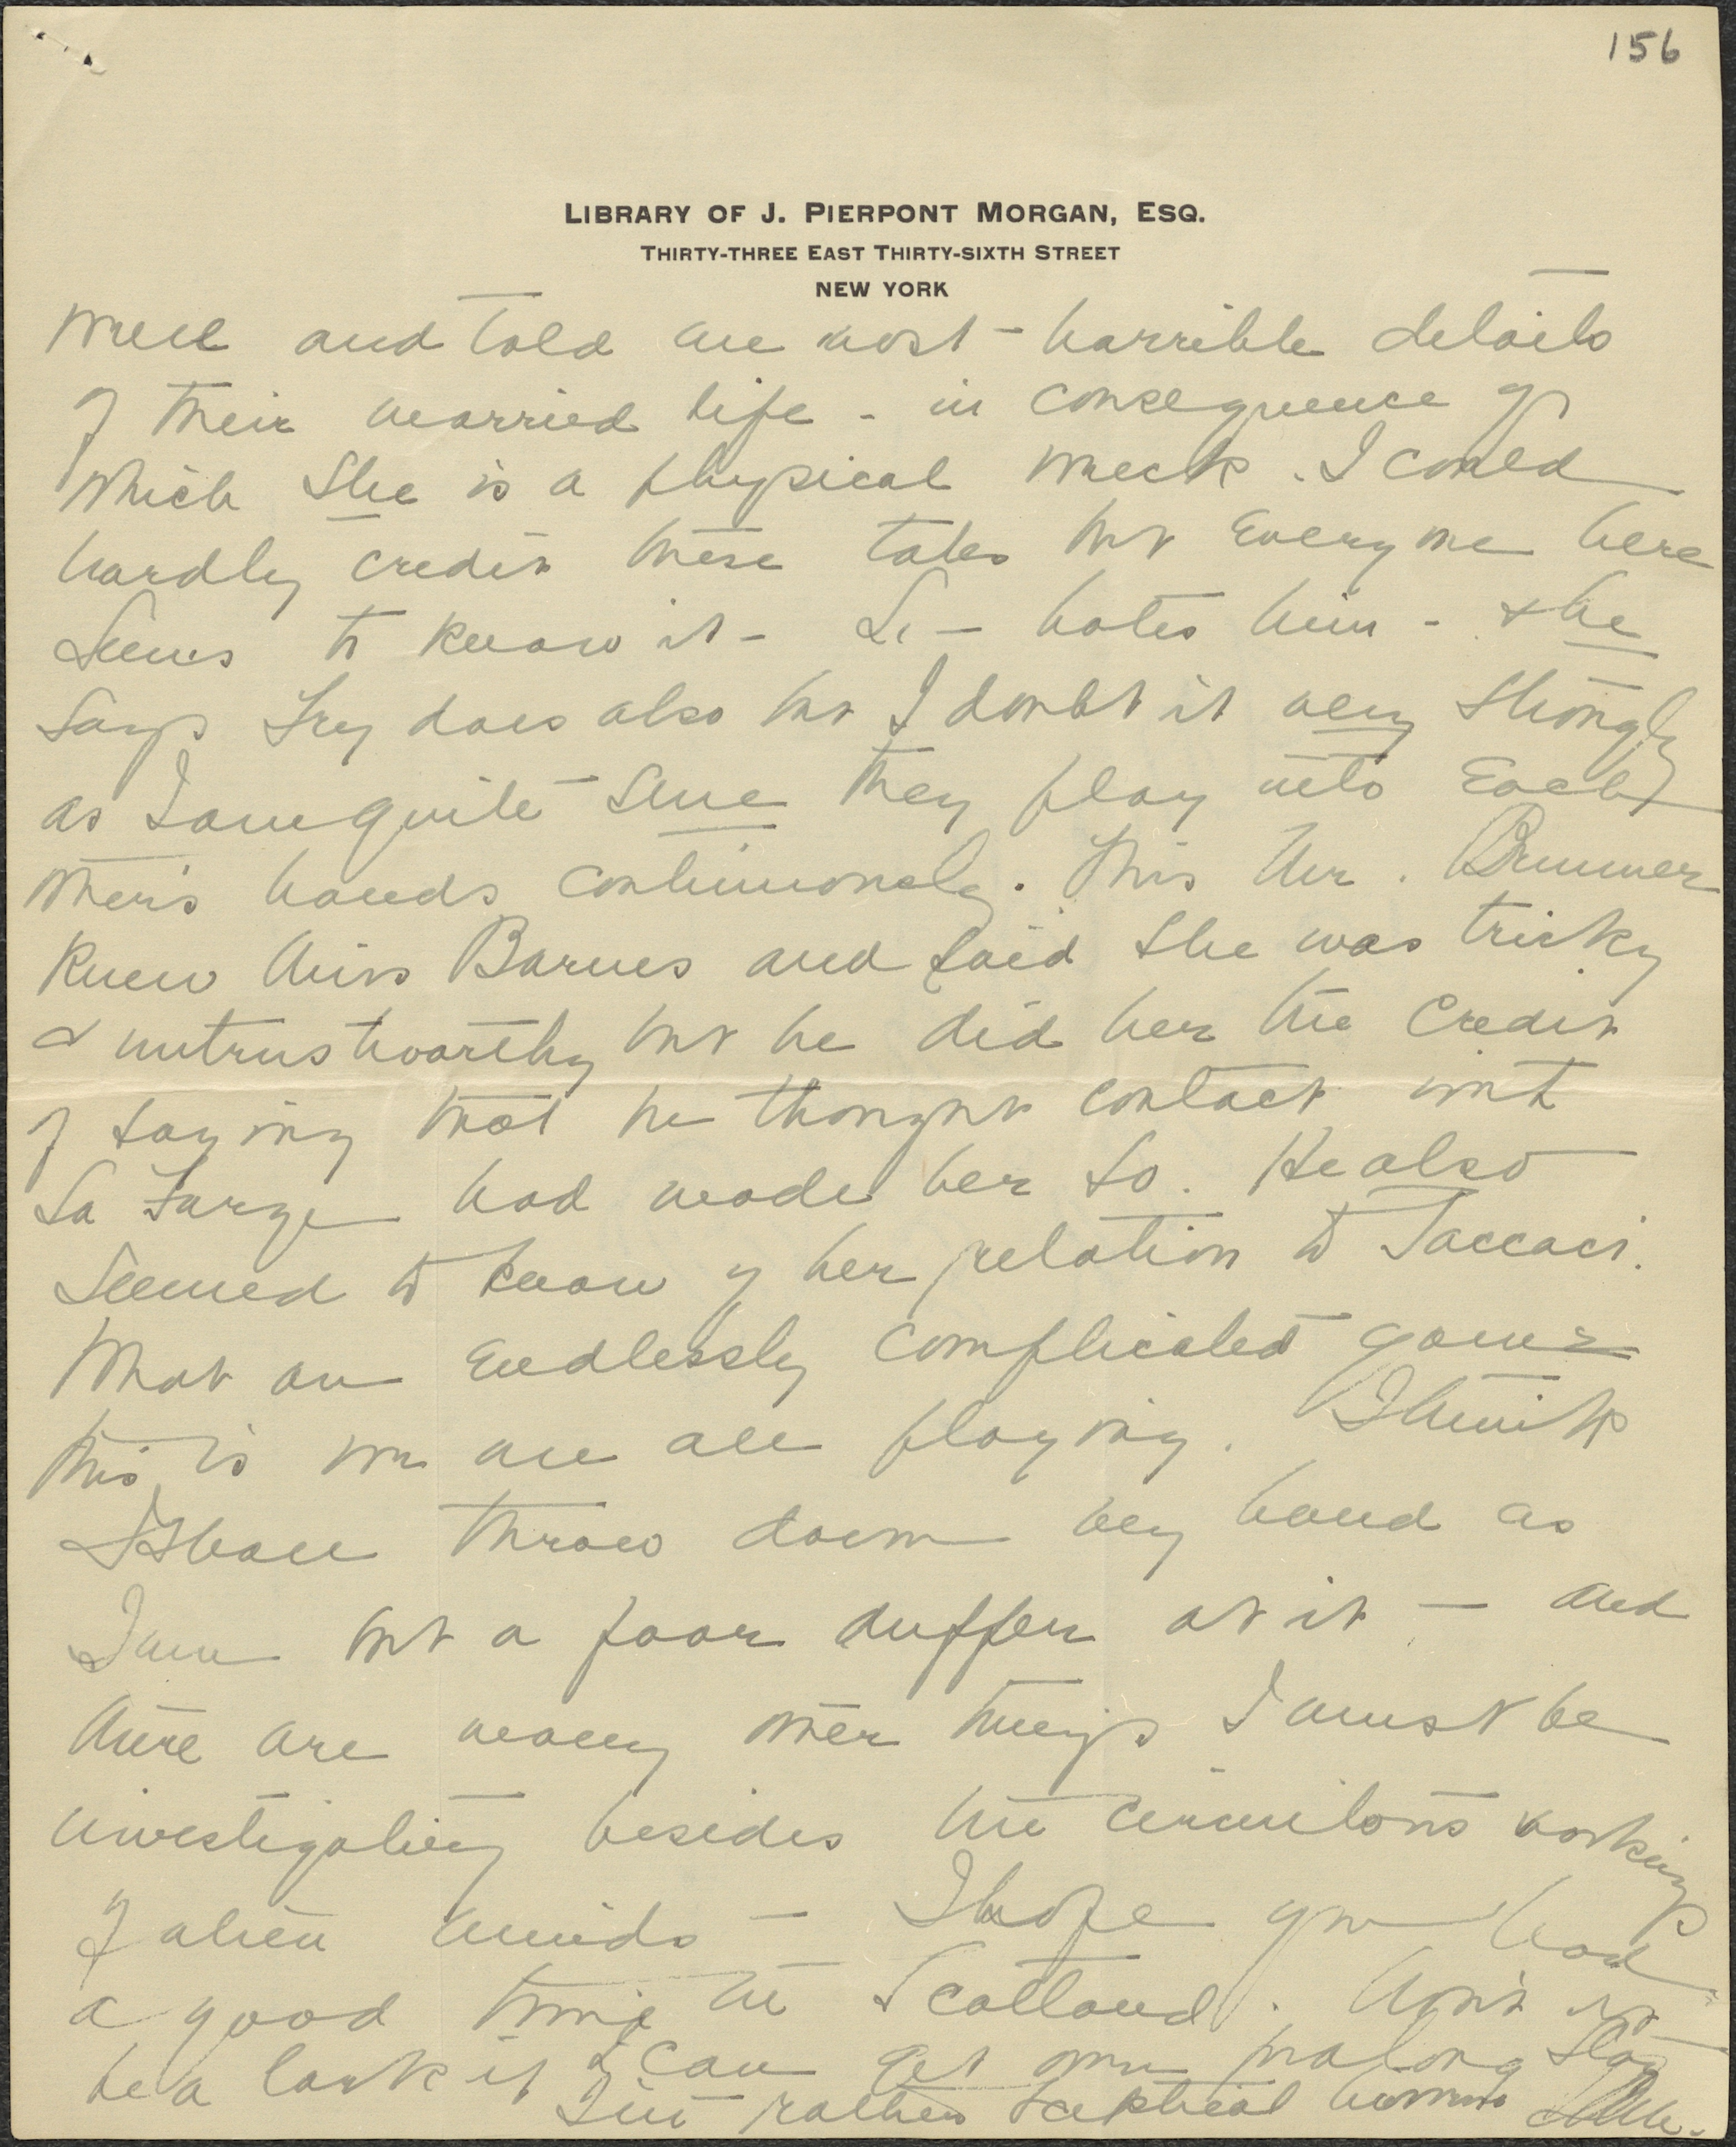 156
LIBRARY OF J. PIERPONT MORGAN, ESQ.
THIRTY-THREE EAST THIRTY-SIXTH STREET
NEW YORK
well and told me most horrible details
of their married life - in consequence of
which she is a physical wreck. I could
hardly credit these tales but everyone here
seems to know it - hates him - & he
says Fry does also but I doubt it very strongly
as I am quite sure they play into each
other's hands continuously. This Mr. Brummer
knew Miss Barnes and said she was tricky
& untrustworthy but he did her the credit
of saying that he thought contact with
La Farge had made her so. He also
seemed to know of her relation to Jaccaci.
What an endlessly complicated game
this is we are all playing. I think
I shall throw down my hand as
I am but a poor duffer at it — and
there are many other things I must be
investigating besides the circuitous working
of alien minds — I hope you had
a good time in Scotland. Won't it
be a lark if I can get over
I'm rather sceptical